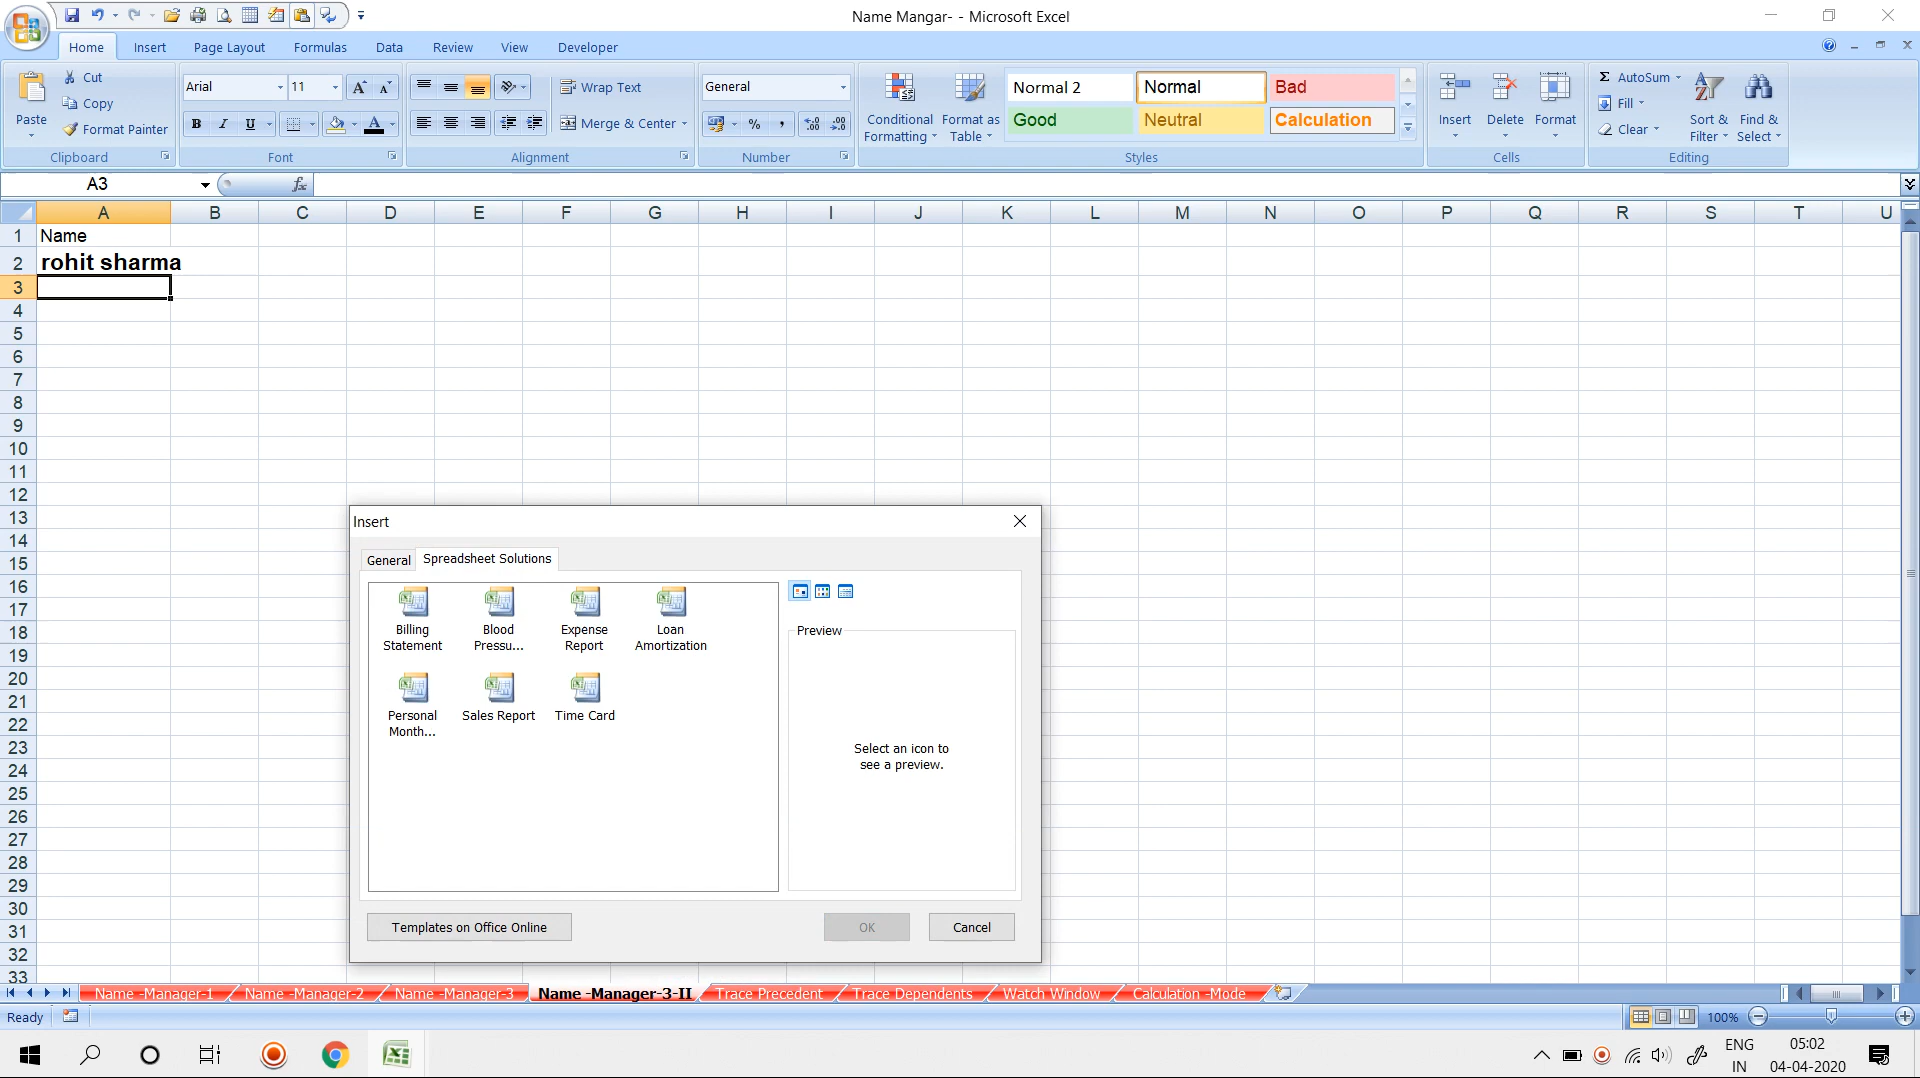 Name Mangar- - Microsoft Excel
Home Insert Page Layout Formulas Data Review View Developer
Paste
Cut
Copy
Format Painter
Clipboard
Arial 11
B I U
A
Font
Wrap Text
Merge & Center
Alignment
General
% ,
Number
Conditional Formatting
Format as Table
Normal 2 Normal Bad
Good Neutral Calculation
Styles
Insert Delete Format
Cells
Σ AutoSum
Fill
Clear
Sort & Filter
Find & Select
Editing
A3 fx
A B C D E F G H I J K L M N O P Q R S T U
1 Name
2 rohit sharma
3
4
5
6
7
8
9
10
11
12
13
14
15
16
17
18
19
20
21
22
23
24
25
26
27
28
29
30
31
32
33
Insert
General Spreadsheet Solutions
Billing Statement
Blood Pressu...
Expense Report
Loan Amortization
Personal Month...
Sales Report
Time Card
Preview
Select an icon to
see a preview.
Templates on Office Online OK Cancel
Name -Manager-1 Name -Manager-2 Name -Manager-3 Name -Manager-3-II Trace Precedent Trace Dependents Watch Window Calculation -Mode
Ready 100%
ENG
IN
05:02
04-04-2020